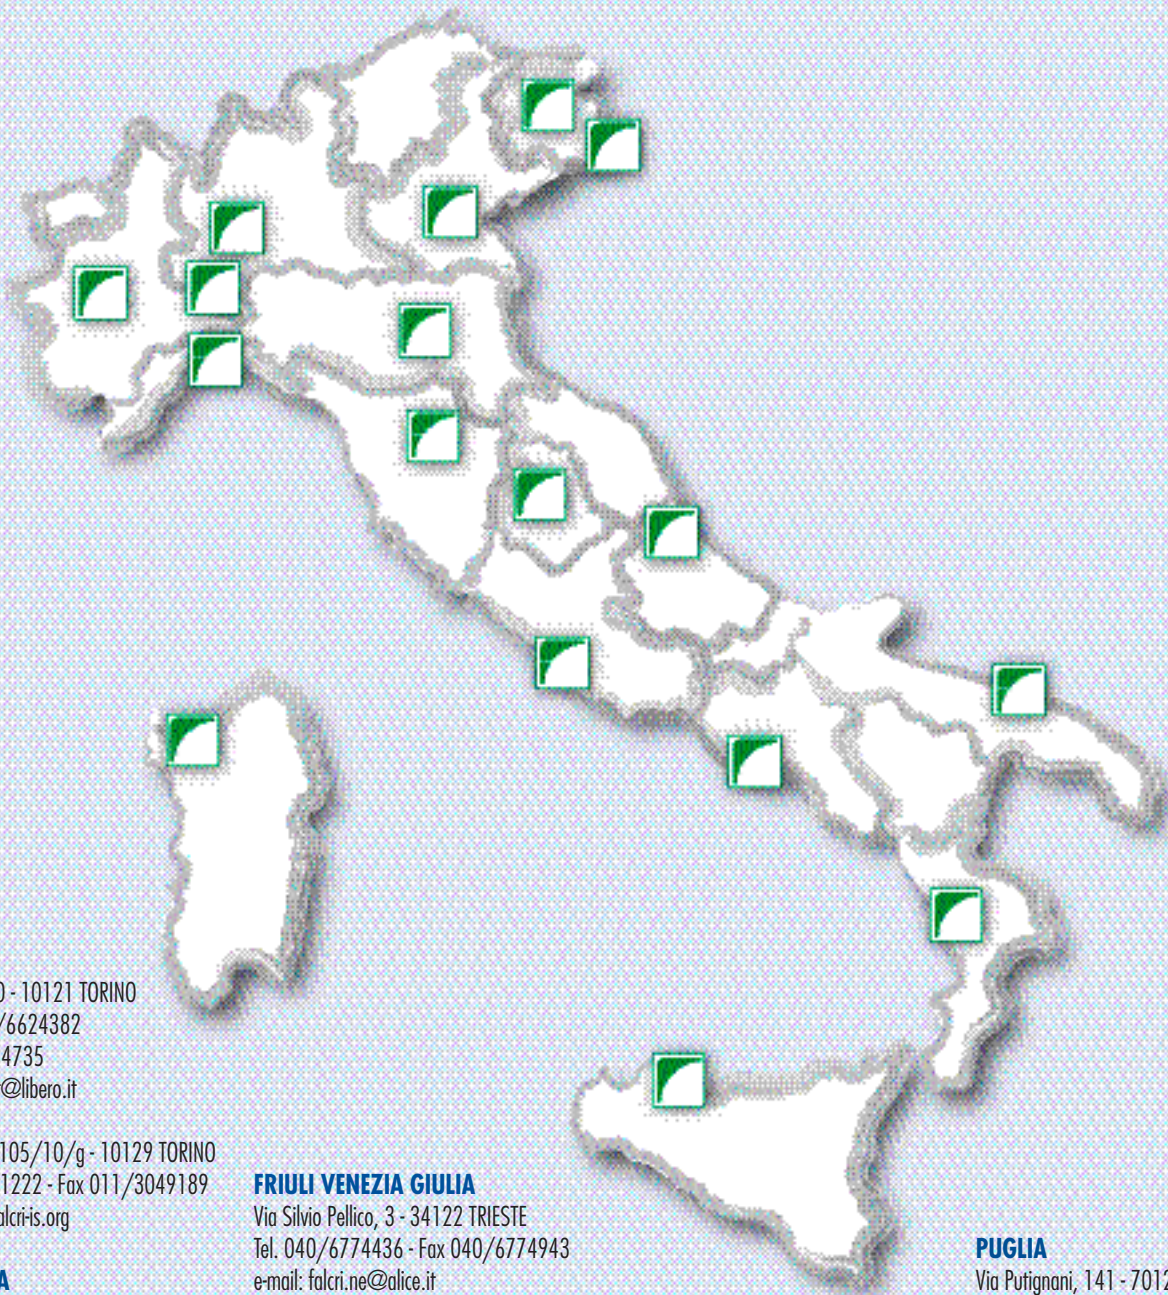 - 10121 TORINO
/6624382
4735
@libero.it
105/10/g - 10129 TORINO
1222 - Fax 011/3049189
alcri-is.org
A
FRIULI VENEZIA GIULIA
Via Silvio Pellico, 3 - 34122 TRIESTE
Tel. 040/6774436 - Fax 040/6774943
e-mail: falcri.ne@alice.it
PUGLIA
Via Putignani, 141 - 7012